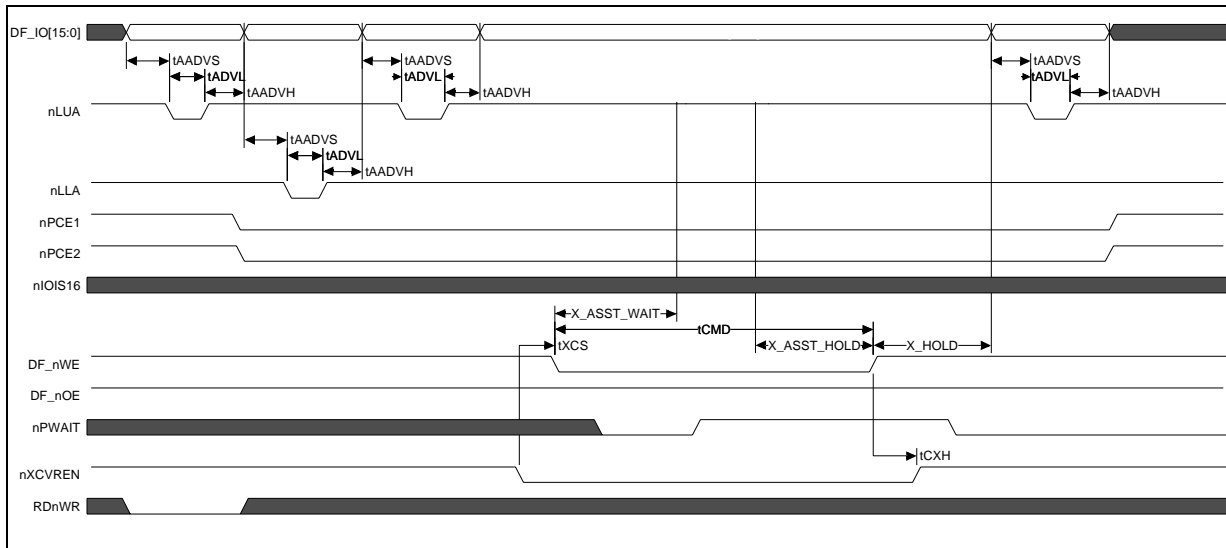 DF_IO[15:0]
tAADVS tAADVS tAADVS
tADVL tADVL tADVL
tAADVH tAADVH tAADVH
nLUA
tAADVS
tADVL
tAADVH
nLLA
nPCE1
nPCE2
nIOIS16
X_ASST_WAIT
tCMD
tXCS X_ASST_HOLD X_HOLD
DF_nWE
DF_nOE
nPWAIT
tCXH
nXCVREN
RDnWR